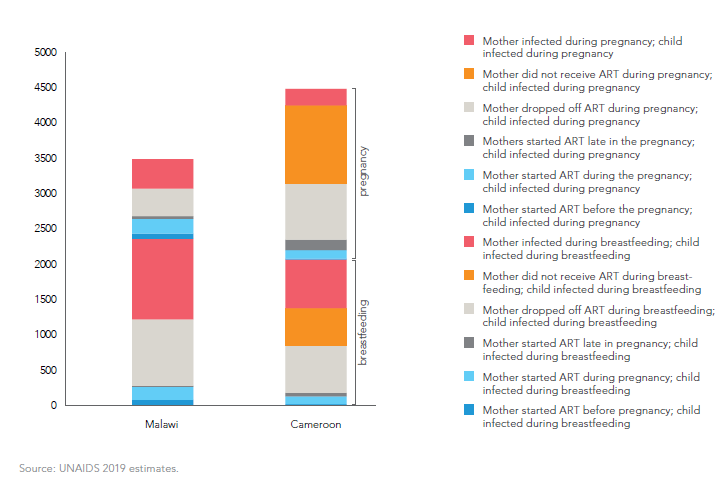 5000
4500
4000
3500
3000
2500
2000
1500
1000
500
0
Malawi
Cameroon
pregnancy
breastfeeding
Mother infected during pregnancy; child
infected during pregnancy
Mother did not receive ART during pregnancy;
child infected during pregnancy
Mother dropped off ART during pregnancy;
child infected during pregnancy
Mothers started ART late in the pregnancy;
child infected during pregnancy
Mother started ART during the pregnancy;
child infected during pregnancy
Mother started ART before the pregnancy;
child infected during pregnancy
Mother infected during breastfeeding; child
infected during breastfeeding
Mother did not receive ART during breast-
feeding; child infected during breastfeeding
Mother dropped off ART during breastfeeding;
child infected during breastfeeding
Mother started ART late in pregnancy; child
infected during breastfeeding
Mother started ART during pregnancy; child
infected during breastfeeding
Mother started ART before pregnancy; child
infected during breastfeeding
Source: UNAIDS 2019 estimates.